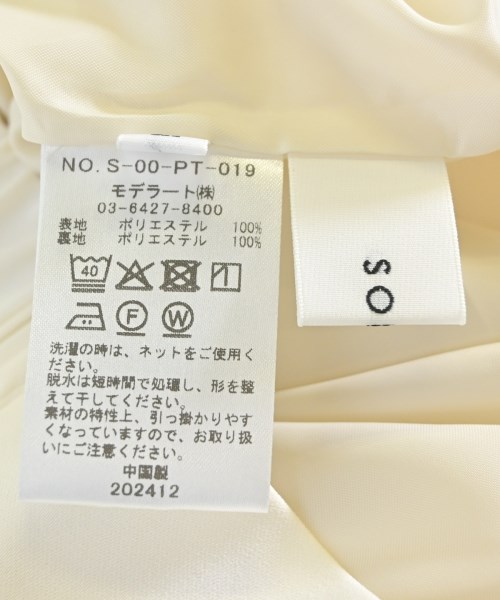 NO. S-00-PT-019
モデラート㈱
03-6427-8400
表地 ポリエステル 100%
裏地 ポリエステル 100%
40
F W
洗濯の時は、ネットをご使用く
ださい。
脱水は短時間で処理し、形を整
えて干してください。
素材の特性上、引っ掛かりやす
くなっていますので、お取り扱
いにご注意ください。
中国製
202412
SO